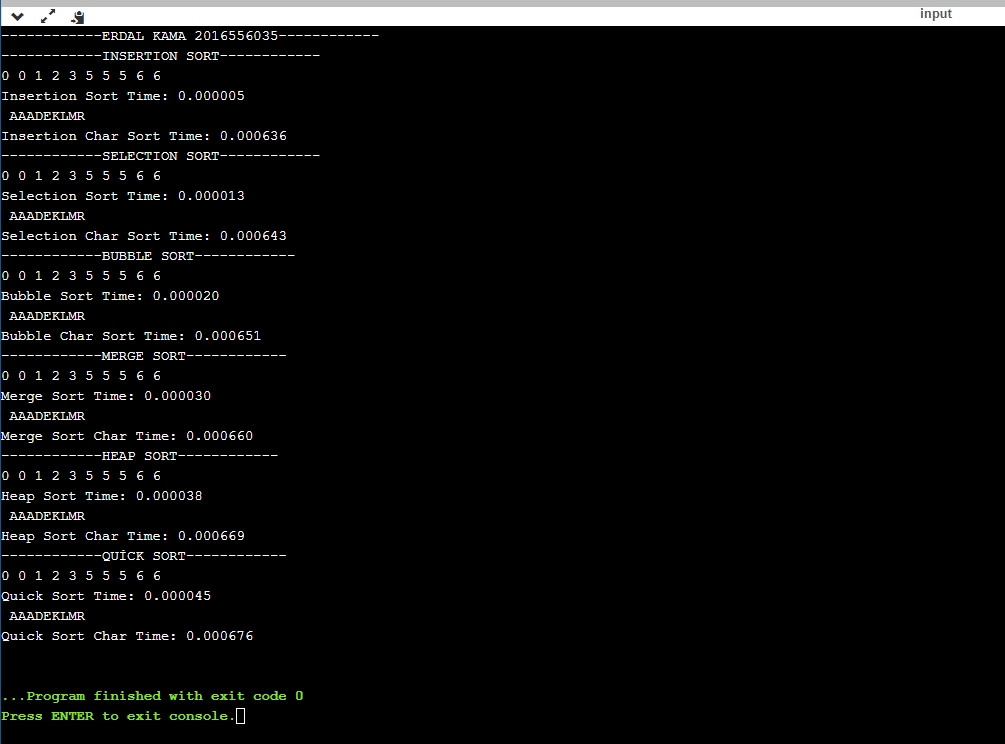 input
------------ERDAL KAMA 2016556035------------
------------INSERTION SORT------------
0 0 1 2 3 5 5 5 6 6
Insertion Sort Time: 0.000005
 AAADEKLMR
Insertion Char Sort Time: 0.000636
------------SELECTION SORT------------
0 0 1 2 3 5 5 5 6 6
Selection Sort Time: 0.000013
 AAADEKLMR
Selection Char Sort Time: 0.000643
------------BUBBLE SORT------------
0 0 1 2 3 5 5 5 6 6
Bubble Sort Time: 0.000020
 AAADEKLMR
Bubble Char Sort Time: 0.000651
------------MERGE SORT------------
0 0 1 2 3 5 5 5 6 6
Merge Sort Time: 0.000030
 AAADEKLMR
Merge Sort Char Time: 0.000660
------------HEAP SORT------------
0 0 1 2 3 5 5 5 6 6
Heap Sort Time: 0.000038
 AAADEKLMR
Heap Sort Char Time: 0.000669
------------QUİCK SORT------------
0 0 1 2 3 5 5 5 6 6
Quick Sort Time: 0.000045
 AAADEKLMR
Quick Sort Char Time: 0.000676
...Program finished with exit code 0
Press ENTER to exit console.